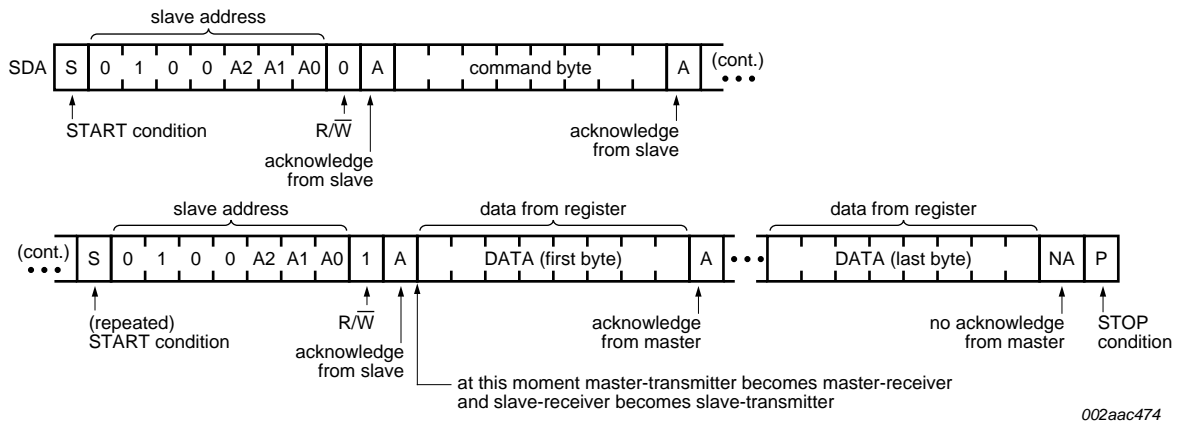 slave address
SDA S 0 1 0 0 A2 A1 A0 0 A command byte A (cont.)
START condition R/W̅ acknowledge from slave acknowledge from slave
slave address data from register data from register
(cont.) S 0 1 0 0 A2 A1 A0 1 A DATA (first byte) A DATA (last byte) NA P
(repeated)
START condition
R/W̅
acknowledge
from slave
acknowledge
from master
no acknowledge
from master
STOP
condition
at this moment master-transmitter becomes master-receiver
and slave-receiver becomes slave-transmitter
002aac474